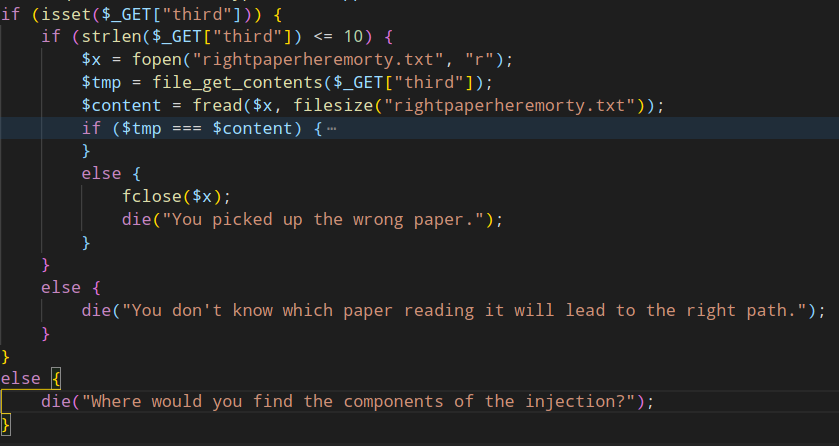 if (isset($_GET["third"])) {
    if (strlen($_GET["third"]) <= 10) {
        $x = fopen("rightpaperheremorty.txt", "r");
        $tmp = file_get_contents($_GET["third"]);
        $content = fread($x, filesize("rightpaperheremorty.txt"));
        if ($tmp === $content) {⋯
        }
        else {
            fclose($x);
            die("You picked up the wrong paper.");
        }
    }
    else {
        die("You don't know which paper reading it will lead to the right path.");
    }
}
else {
    die("Where would you find the components of the injection?");
}